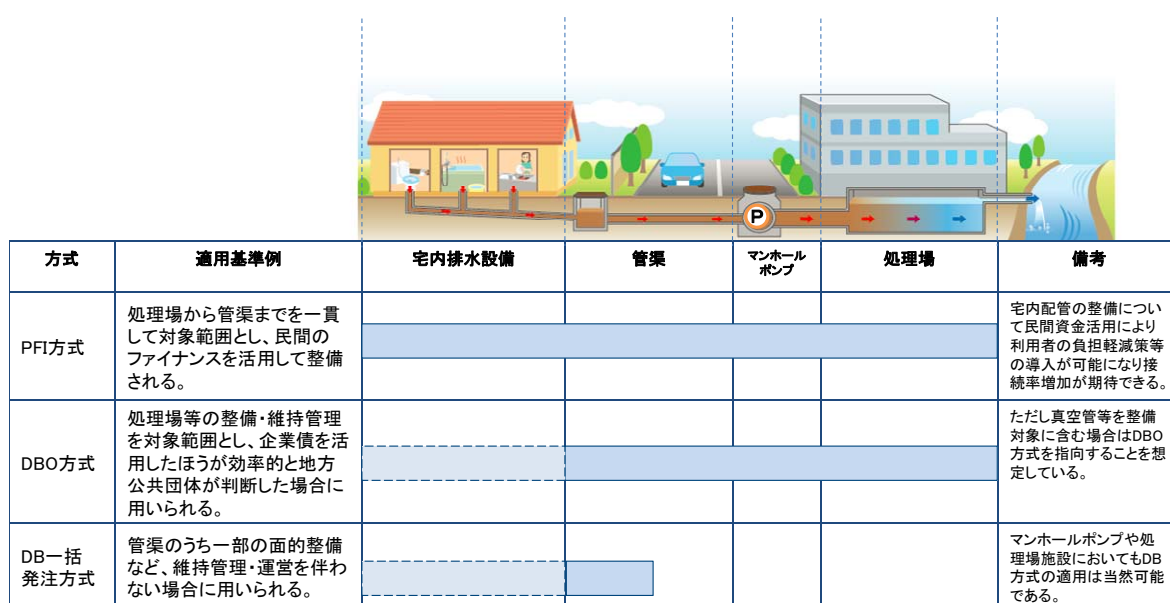 P
方式
適用基準例
宅内排水設備
管渠
マンホール
ポンプ
処理場
備考
PFI方式
処理場から管渠までを一貫
して対象範囲とし、民間の
ファイナンスを活用して整備
される。
宅内配管の整備につい
て民間資金活用により
利用者の負担軽減策等
の導入が可能になり接
続率増加が期待できる。
DBO方式
処理場等の整備・維持管理
を対象範囲とし、企業債を活
用したほうが効率的と地方
公共団体が判断した場合に
用いられる。
ただし真空管等を整備
対象に含む場合はDBO
方式を指向することを想
定している。
DB一括
発注方式
管渠のうち一部の面的整備
など、維持管理・運営を伴わ
ない場合に用いられる。
マンホールポンプや処
理場施設においてもDB
方式の適用は当然可能
である。